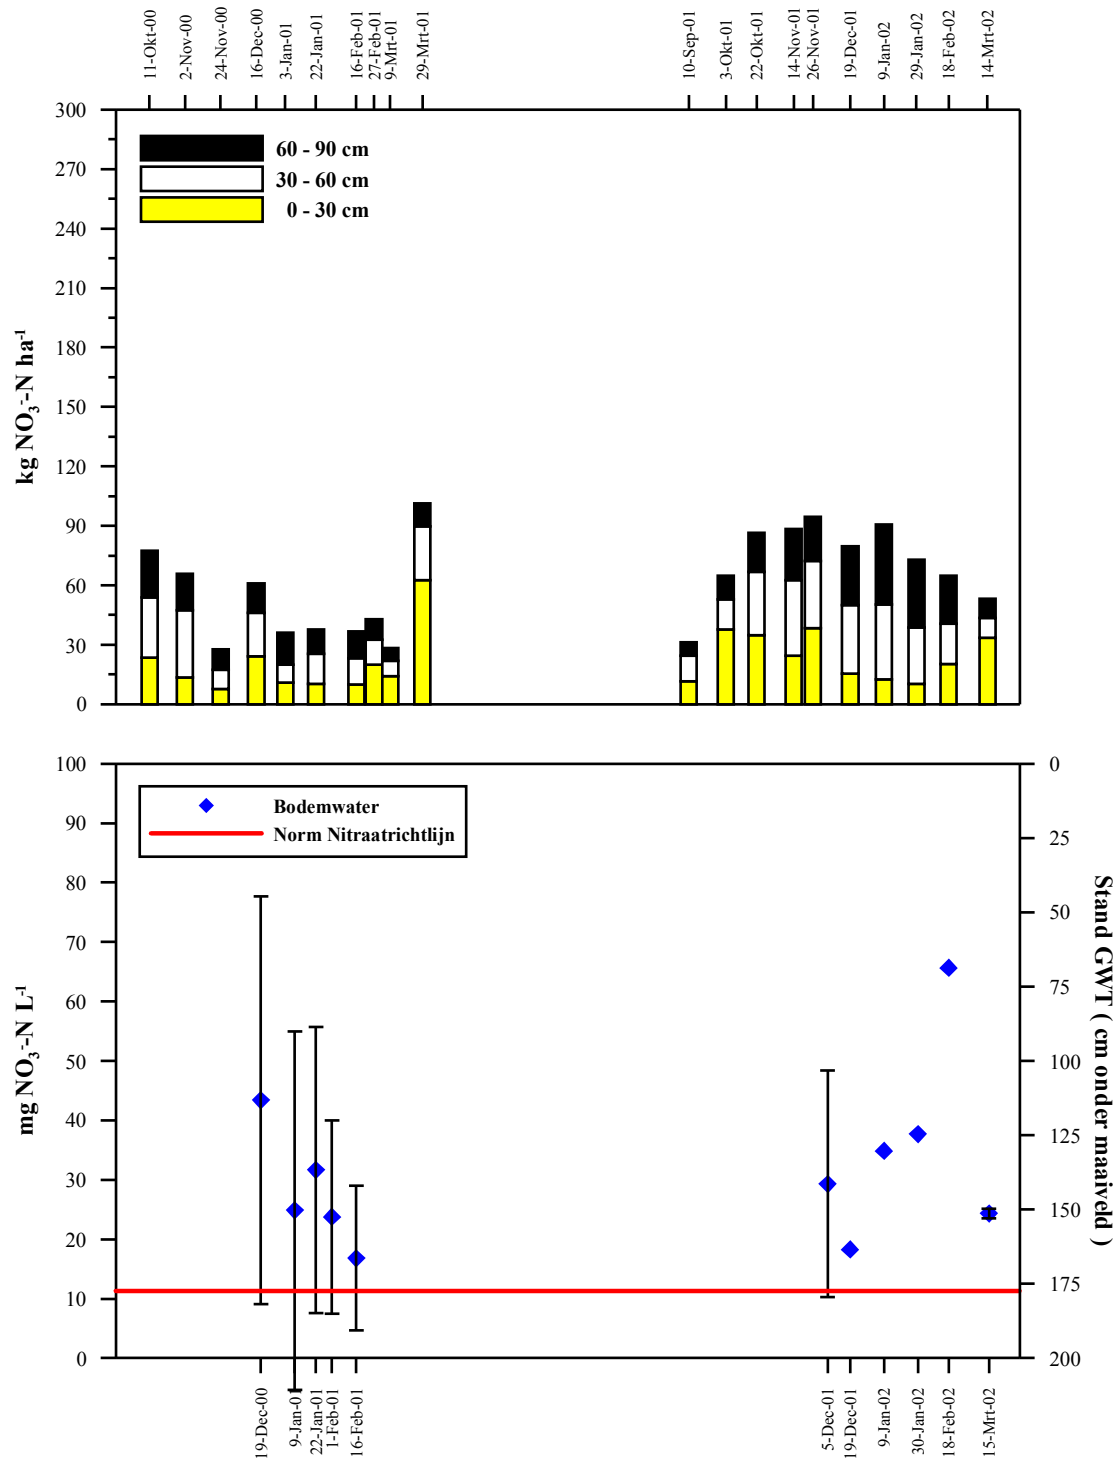 11-Okt-00
2-Nov-00
24-Nov-00
16-Dec-00
3-Jan-01
22-Jan-01
16-Feb-01
27-Feb-01
9-Mrt-01
29-Mrt-01
10-Sep-01
3-Okt-01
22-Okt-01
14-Nov-01
26-Nov-01
19-Dec-01
9-Jan-02
29-Jan-02
18-Feb-02
14-Mrt-02
300
270
240
210
180
150
120
90
60
30
0
kg NO₃⁻-N ha⁻¹
60 - 90 cm
30 - 60 cm
0 - 30 cm
100
90
80
70
60
50
40
30
20
10
0
mg NO₃⁻-N L⁻¹
Bodemwater
Norm Nitraatrichtlijn
0
25
50
75
100
125
150
175
200
Stand GWT ( cm onder maaiveld )
19-Dec-00
9-Jan-01
22-Jan-01
1-Feb-01
16-Feb-01
5-Dec-01
19-Dec-01
9-Jan-02
30-Jan-02
18-Feb-02
15-Mrt-02